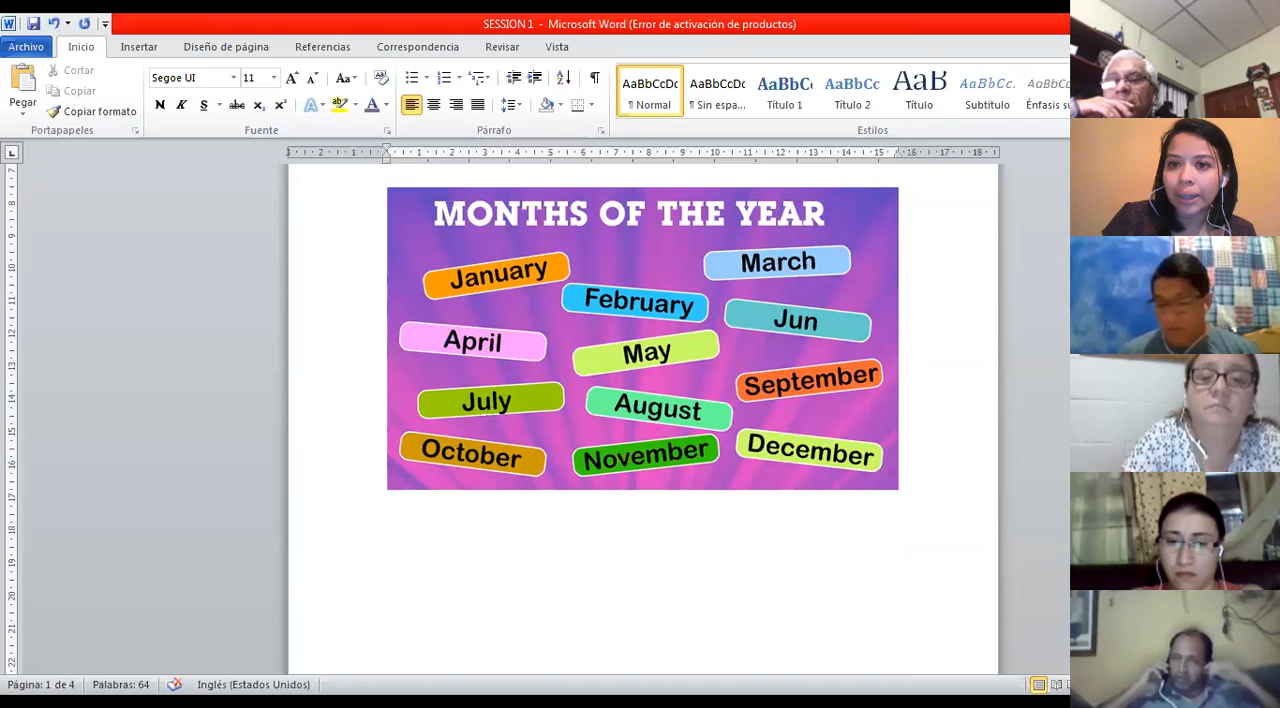 SESSION 1 - Microsoft Word (Error de activación de productos)
Archivo Inicio Insertar Diseño de página Referencias Correspondencia Revisar Vista
Pegar
Cortar
Copiar
Copiar formato
Portapapeles
Segoe UI 11
Fuente
Párrafo
AaBbCcDc AaBbCcDc AaBbCc AaBbCc AaB AaBbCc. AaBbCcDc
¶ Normal ¶ Sin espa... Título 1 Título 2 Título Subtítulo Énfasis s
Estilos
MONTHS OF THE YEAR
January
February
March
April
May
Jun
July
August
September
October
November
December
Página: 1 de 4 Palabras: 64 Inglés (Estados Unidos)